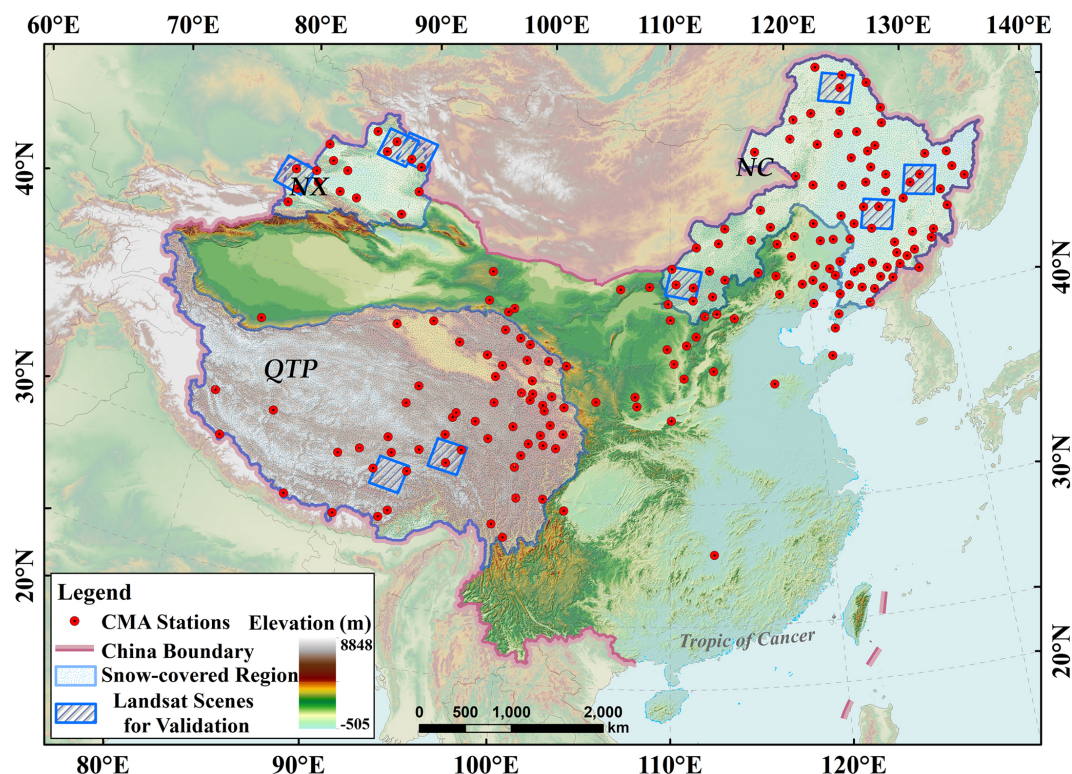 60°E 70°E 80°E 90°E 100°E 110°E 120°E 130°E 140°E
40°N
30°N
20°N
40°N
30°N
20°N
NX
NC
QTP
Tropic of Cancer
Legend
CMA Stations
China Boundary
Snow-covered Region
Landsat Scenes
for Validation
Elevation (m)
8848
-505
0 500 1,000 2,000
km
80°E 90°E 100°E 110°E 120°E